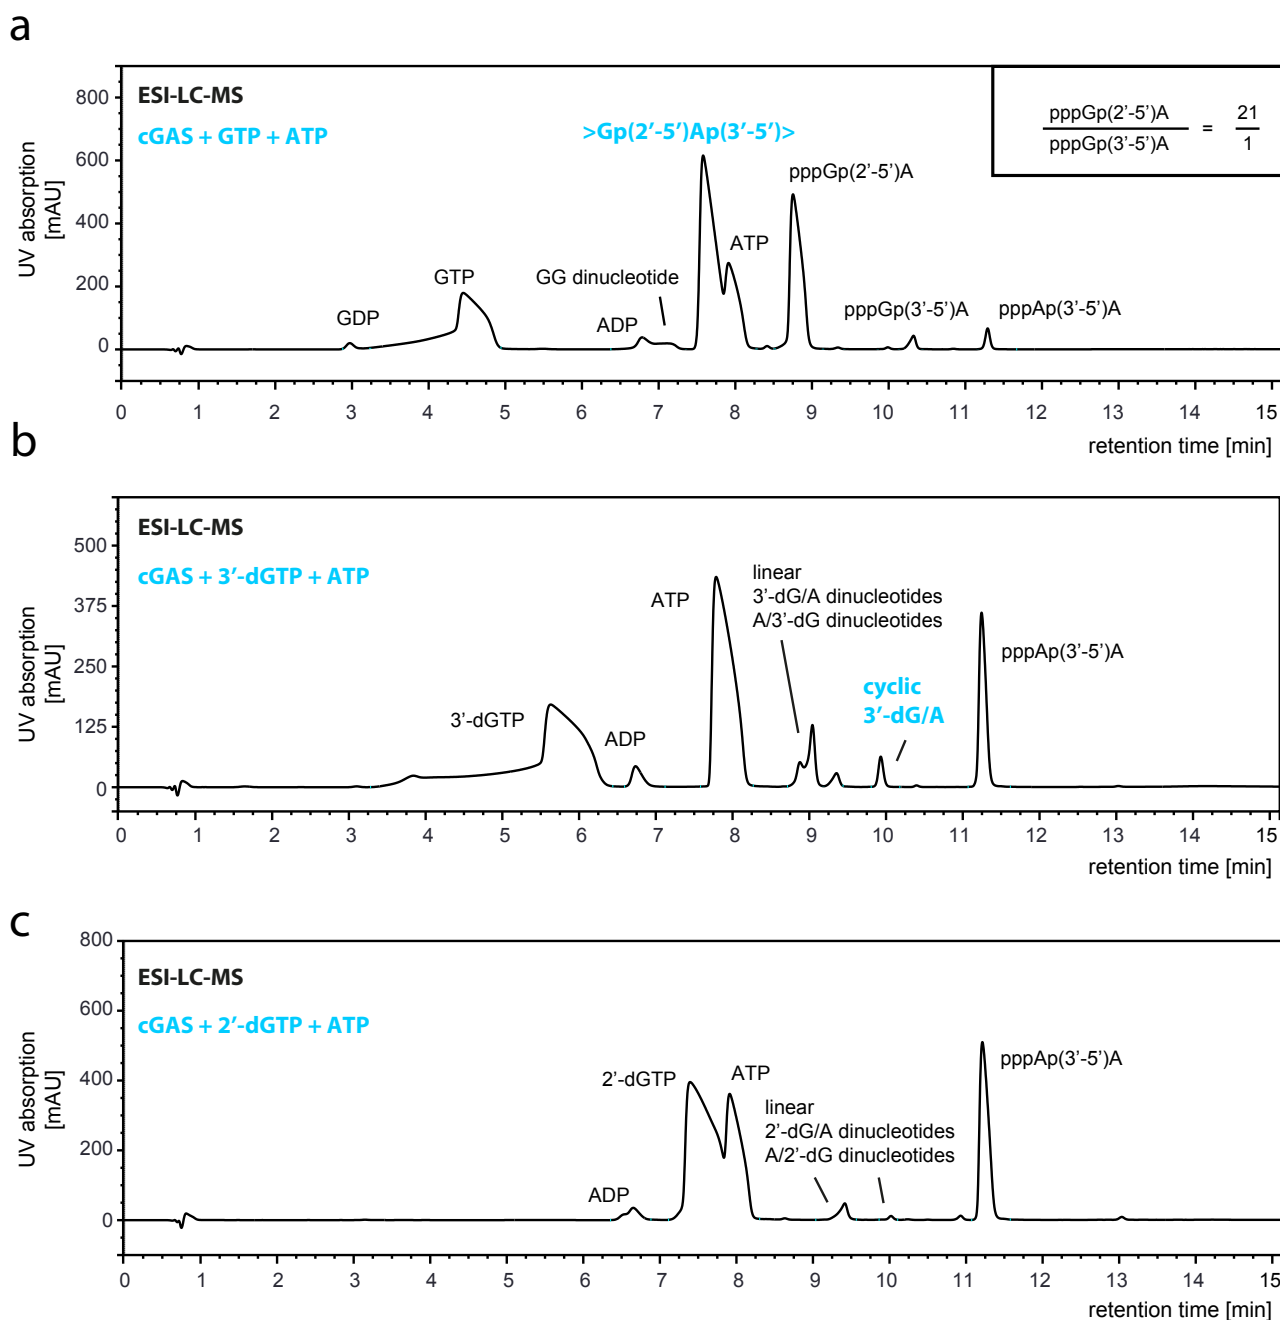 a
ESI-LC-MS
cGAS + GTP + ATP
>Gp(2′-5′)Ap(3′-5′)>
pppGp(2'-5')A
pppGp(3'-5')A
=
21
1
pppGp(2'-5')A
ATP
GG dinucleotide
GTP
GDP
ADP
pppGp(3'-5')A
pppAp(3'-5')A
UV absorption
[mAU]
800
600
400
200
0
0 1 2 3 4 5 6 7 8 9 10 11 12 13 14 15
retention time [min]
b
ESI-LC-MS
cGAS + 3′-dGTP + ATP
ATP
linear
3'-dG/A dinucleotides
A/3'-dG dinucleotides
pppAp(3'-5')A
cyclic
3′-dG/A
3'-dGTP
ADP
UV absorption
[mAU]
500
375
250
125
0
0 1 2 3 4 5 6 7 8 9 10 11 12 13 14 15
retention time [min]
c
ESI-LC-MS
cGAS + 2′-dGTP + ATP
2'-dGTP
ATP
pppAp(3'-5')A
linear
2'-dG/A dinucleotides
A/2'-dG dinucleotides
ADP
UV absorption
[mAU]
800
600
400
200
0
0 1 2 3 4 5 6 7 8 9 10 11 12 13 14 15
retention time [min]